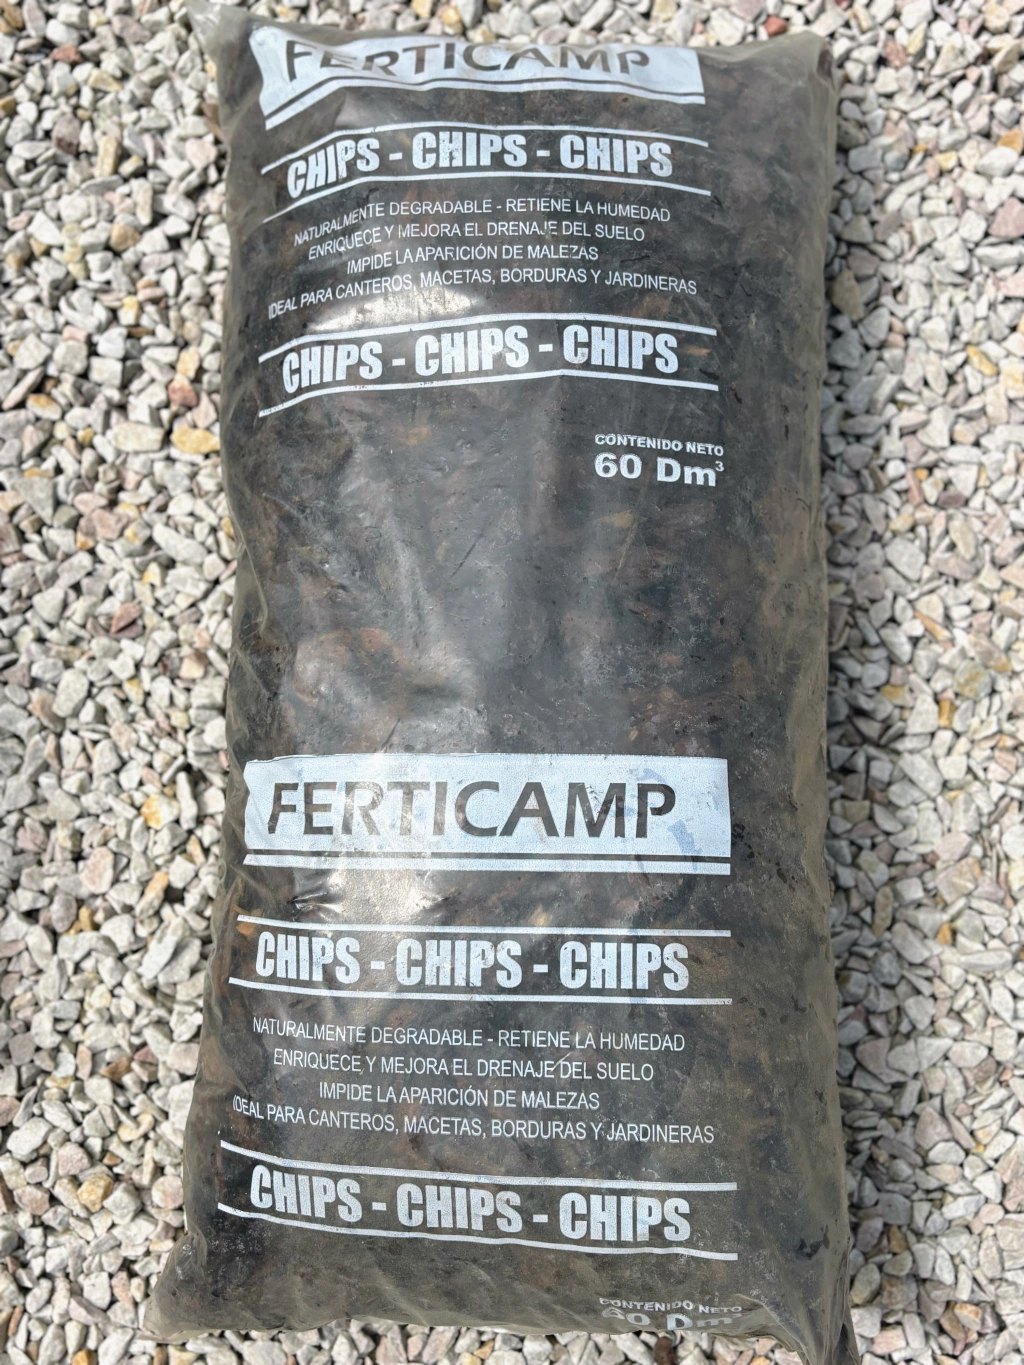 FERTICAMP
CHIPS - CHIPS - CHIPS
NATURALMENTE DEGRADABLE - RETIENE LA HUMEDAD
ENRIQUECE Y MEJORA EL DRENAJE DEL SUELO
IMPIDE LA APARICIÓN DE MALEZAS
IDEAL PARA CANTEROS, MACETAS, BORDURAS Y JARDINERAS
CHIPS - CHIPS - CHIPS
CONTENIDO NETO
60 Dm³
FERTICAMP
CHIPS - CHIPS - CHIPS
NATURALMENTE DEGRADABLE - RETIENE LA HUMEDAD
ENRIQUECE Y MEJORA EL DRENAJE DEL SUELO
IMPIDE LA APARICIÓN DE MALEZAS
IDEAL PARA CANTEROS, MACETAS, BORDURAS Y JARDINERAS
CHIPS - CHIPS - CHIPS
CONTENIDO NETO
60 Dm³